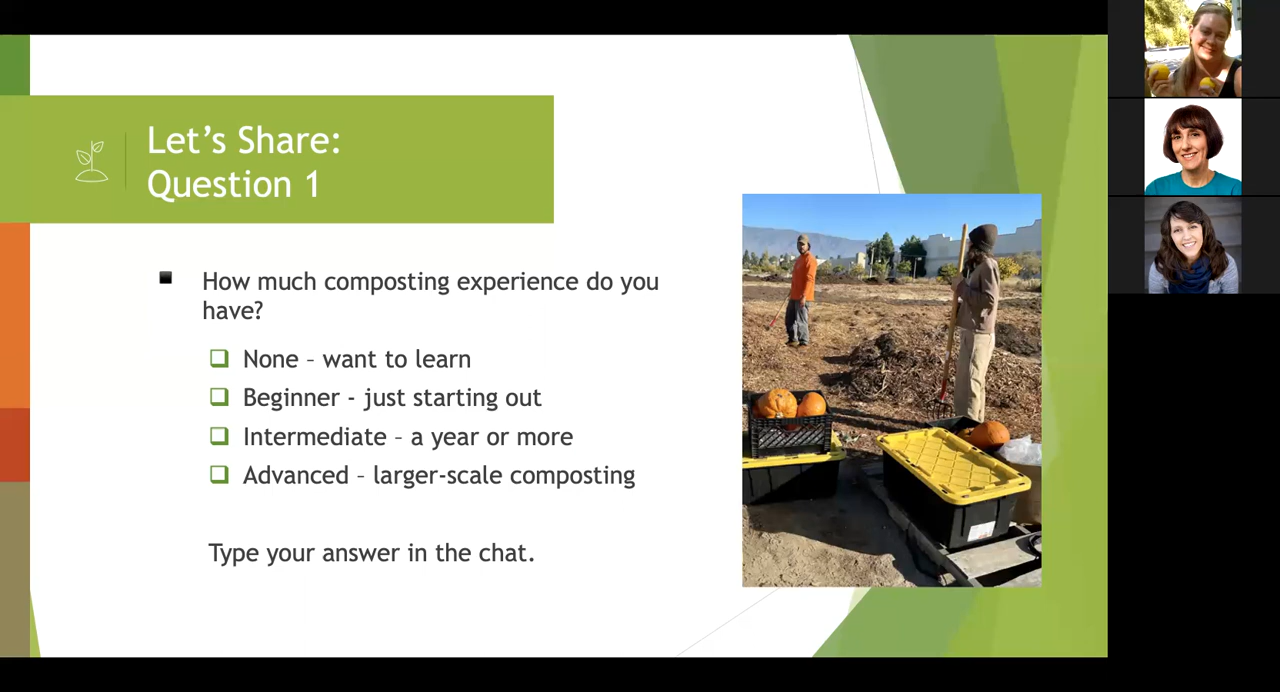 Let’s Share:
Question 1
How much composting experience do you
have?
None – want to learn
Beginner - just starting out
Intermediate – a year or more
Advanced – larger-scale composting
Type your answer in the chat.